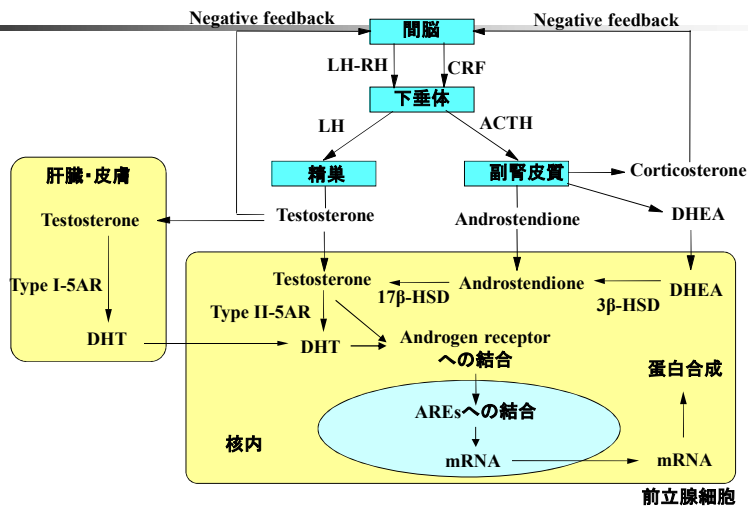 Negative feedback
間脳
Negative feedback
LH-RH
CRF
下垂体
LH
ACTH
肝臓・皮膚
精巣
副腎皮質
Corticosterone
Testosterone
Testosterone
Androstendione
DHEA
Type I-5AR
Testosterone
17β-HSD
Androstendione
3β-HSD
DHEA
Type II-5AR
DHT
DHT
Androgen receptor
への結合
蛋白合成
AREsへの結合
核内
mRNA
mRNA
前立腺細胞